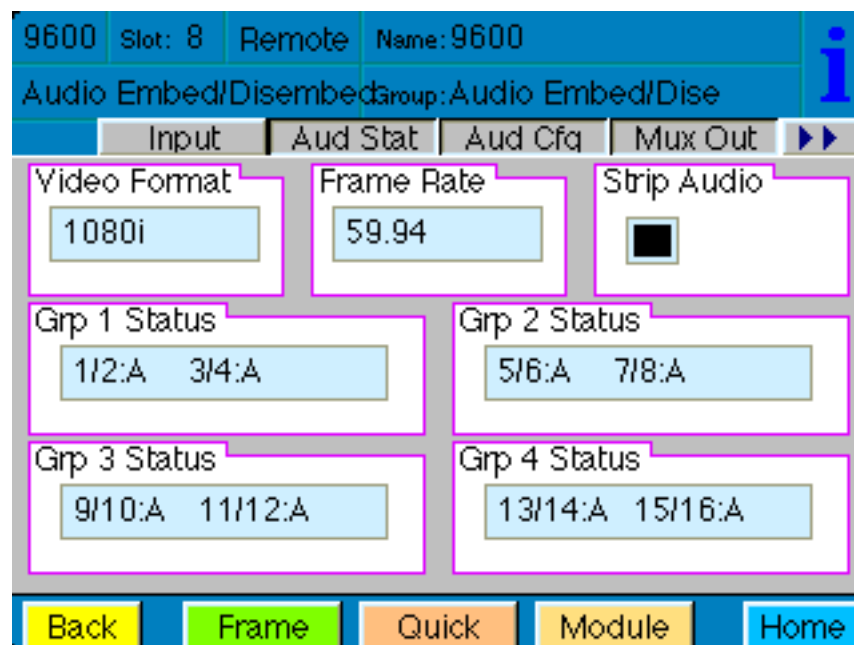 9600 Slot: 8 Remote Name: 9600
Audio Embed/Disembed Group: Audio Embed/Dise
Input Aud Stat Aud Cfg Mux Out
Video Format Frame Rate Strip Audio
1080i 59.94
Grp 1 Status Grp 2 Status
1/2:A 3/4:A 5/6:A 7/8:A
Grp 3 Status Grp 4 Status
9/10:A 11/12:A 13/14:A 15/16:A
Back Frame Quick Module Home